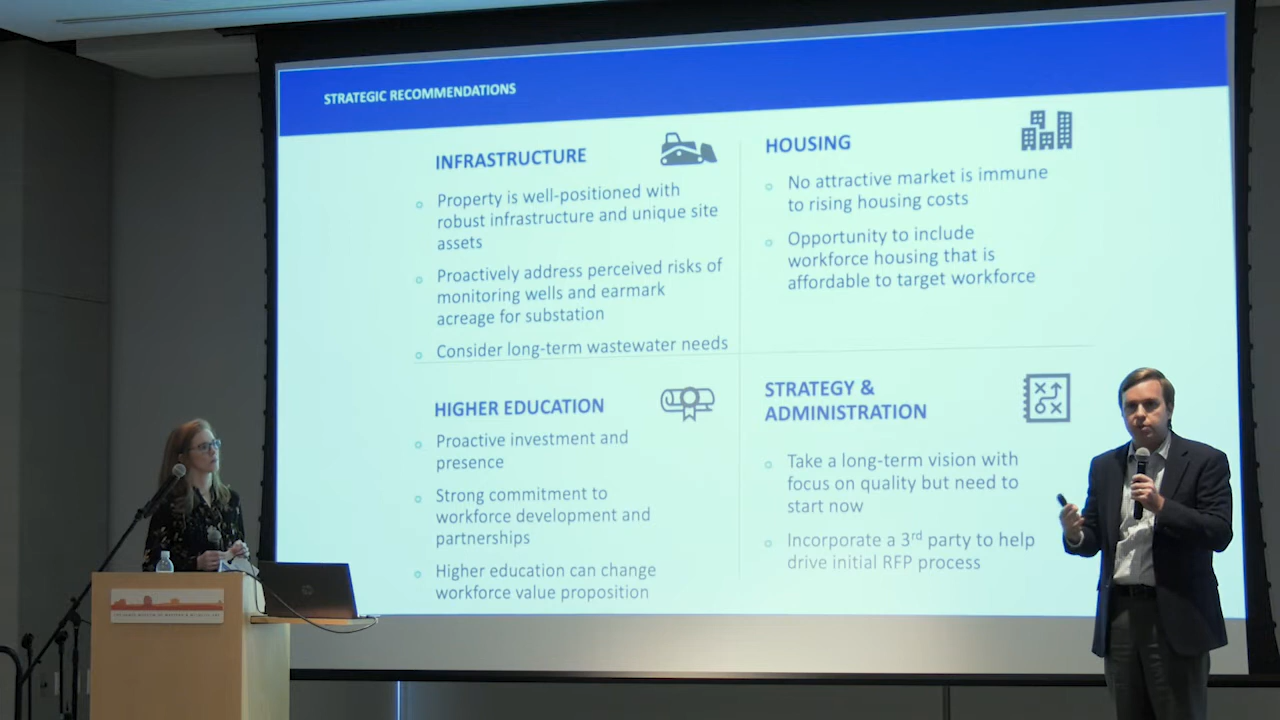 STRATEGIC RECOMMENDATIONS
INFRASTRUCTURE
Property is well-positioned with
robust infrastructure and unique site
assets
Proactively address perceived risks of
monitoring wells and earmark
acreage for substation
Consider long-term wastewater needs
HOUSING
No attractive market is immune
to rising housing costs
Opportunity to include
workforce housing that is
affordable to target workforce
HIGHER EDUCATION
Proactive investment and
presence
Strong commitment to
workforce development and
partnerships
Higher education can change
workforce value proposition
STRATEGY &
ADMINISTRATION
Take a long-term vision with
focus on quality but need to
start now
Incorporate a 3rd party to help
drive initial RFP process